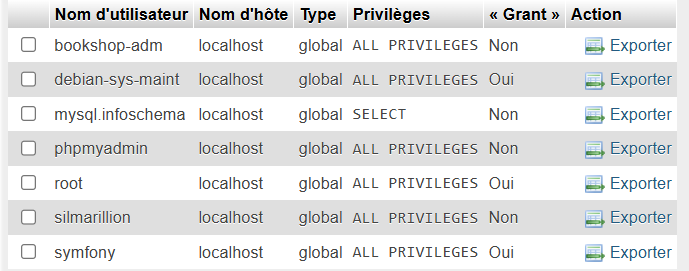 Nom d'utilisateur Nom d'hôte Type Privilèges « Grant » Action
bookshop-adm localhost global ALL PRIVILEGES Non Exporter
debian-sys-maint localhost global ALL PRIVILEGES Oui Exporter
mysql.infoschema localhost global SELECT Non Exporter
phpmyadmin localhost global ALL PRIVILEGES Non Exporter
root localhost global ALL PRIVILEGES Oui Exporter
silmarillion localhost global ALL PRIVILEGES Non Exporter
symfony localhost global ALL PRIVILEGES Oui Exporter